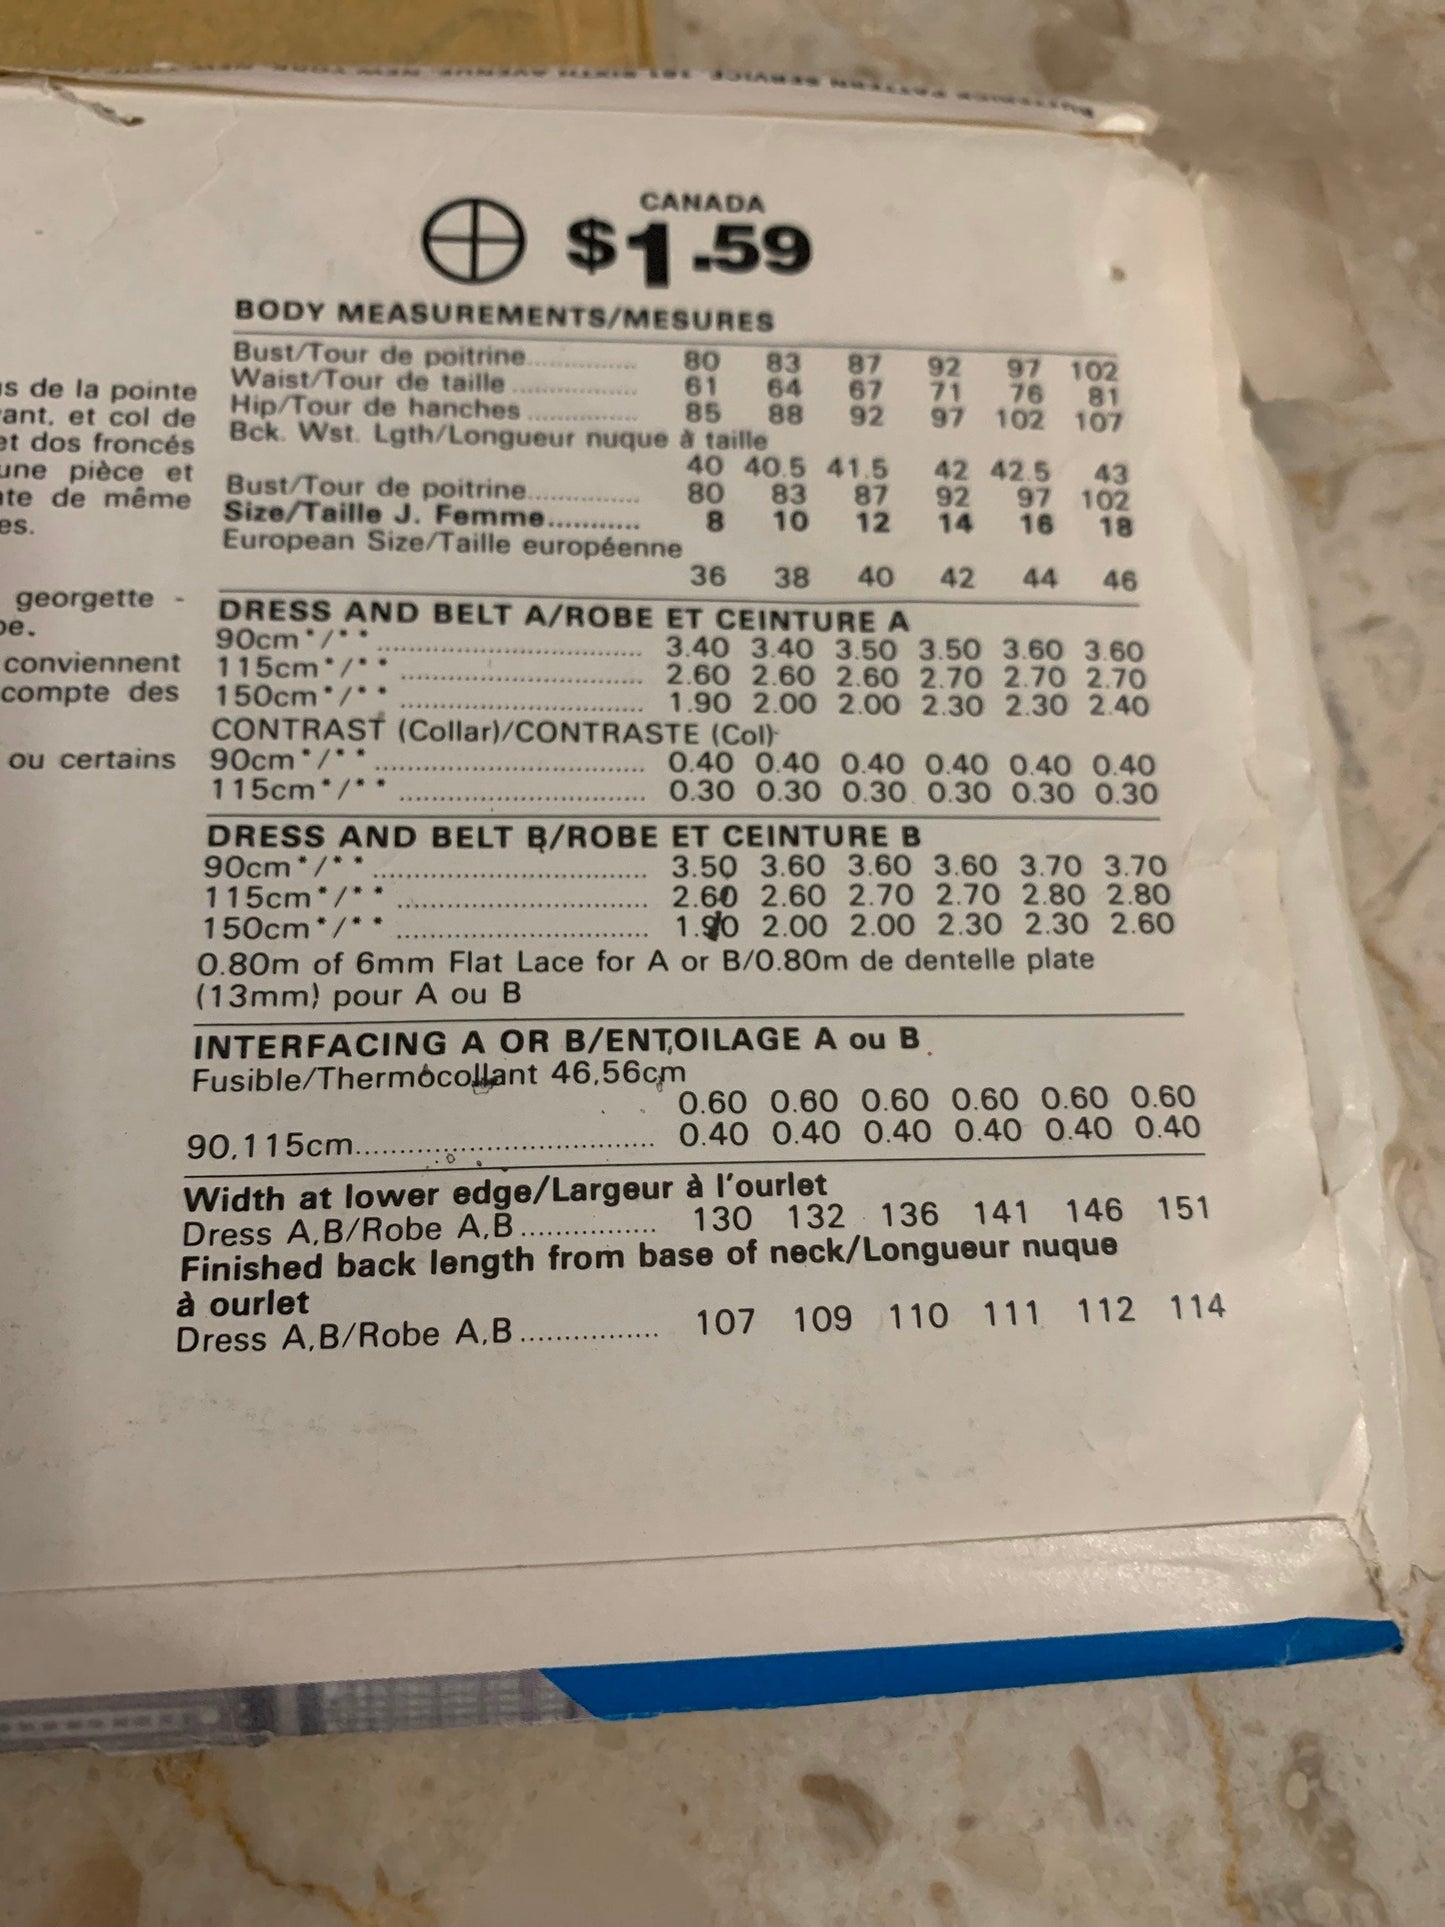 BUTTERICK PATTERN SERVICE, 161 SIXTH AVENUE, NEW YORK, NEW
CANADA
$1.59
BODY MEASUREMENTS/MESURES
Bust/Tour de poitrine................ 80 83 87 92 97 102
Waist/Tour de taille ................ 61 64 67 71 76 81
Hip/Tour de hanches ............... 85 88 92 97 102 107
Bck. Wst. Lgth/Longueur nuque à taille
40 40.5 41.5 42 42.5 43
Bust/Tour de poitrine................ 80 83 87 92 97 102
Size/Taille J. Femme............ 8 10 12 14 16 18
European Size/Taille européenne
36 38 40 42 44 46
DRESS AND BELT A/ROBE ET CEINTURE A
90cm*/** ................................... 3.40 3.40 3.50 3.50 3.60 3.60
115cm*/** ................................ 2.60 2.60 2.60 2.70 2.70 2.70
150cm*/** ................................ 1.90 2.00 2.00 2.30 2.30 2.40
CONTRAST (Collar)/CONTRASTE (Col)
90cm*/** ................................... 0.40 0.40 0.40 0.40 0.40 0.40
115cm*/** ................................ 0.30 0.30 0.30 0.30 0.30 0.30
DRESS AND BELT B/ROBE ET CEINTURE B
90cm*/** ................................... 3.50 3.60 3.60 3.60 3.70 3.70
115cm*/** ................................ 2.60 2.60 2.70 2.70 2.80 2.80
150cm*/** ................................ 1.90 2.00 2.00 2.30 2.30 2.60
0.80m of 6mm Flat Lace for A or B/0.80m de dentelle plate
(13mm) pour A ou B
INTERFACING A OR B/ENTOILAGE A ou B
Fusible/Thermocollant 46,56cm
0.60 0.60 0.60 0.60 0.60 0.60
90,115cm................................... 0.40 0.40 0.40 0.40 0.40 0.40
Width at lower edge/Largeur à l'ourlet
Dress A,B/Robe A,B................ 130 132 136 141 146 151
Finished back length from base of neck/Longueur nuque
à ourlet
Dress A,B/Robe A,B................ 107 109 110 111 112 114
de la pointe
et col de
et dos froncés
une pièce et
de même
georgette -
conviennent
compte des
ou certains